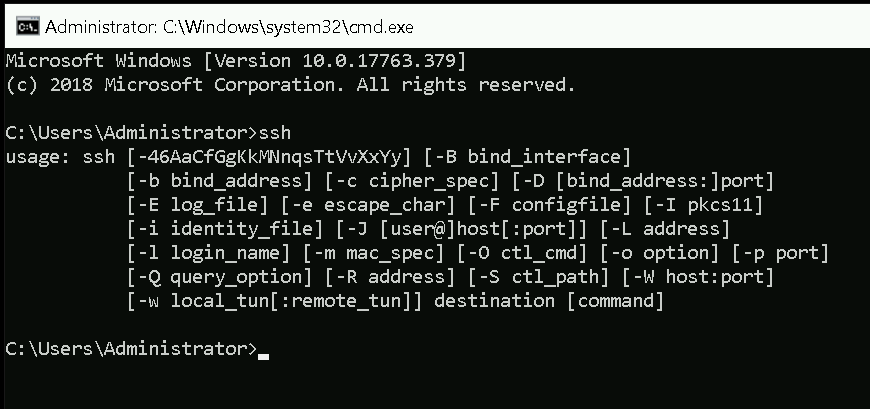 Administrator: C:\Windows\system32\cmd.exe
Microsoft Windows [Version 10.0.17763.379]
(c) 2018 Microsoft Corporation. All rights reserved.
C:\Users\Administrator>ssh
usage: ssh [-46AaCfGgKkMNnqsTtVvXxYy] [-B bind_interface]
           [-b bind_address] [-c cipher_spec] [-D [bind_address:]port]
           [-E log_file] [-e escape_char] [-F configfile] [-I pkcs11]
           [-i identity_file] [-J [user@]host[:port]] [-L address]
           [-l login_name] [-m mac_spec] [-O ctl_cmd] [-o option] [-p port]
           [-Q query_option] [-R address] [-S ctl_path] [-W host:port]
           [-w local_tun[:remote_tun]] destination [command]
C:\Users\Administrator>